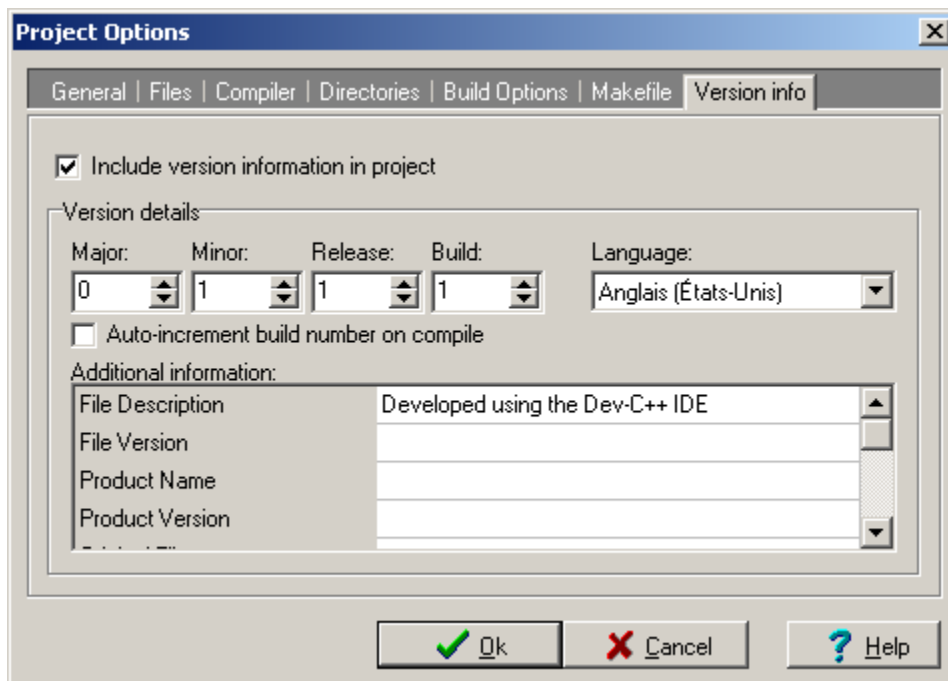 Project Options
General | Files | Compiler | Directories | Build Options | Makefile Version info
Include version information in project
Version details
Major: Minor: Release: Build: Language:
0 1 1 1 Anglais (États-Unis)
Auto-increment build number on compile
Additional information:
File Description Developed using the Dev-C++ IDE
File Version
Product Name
Product Version
Ok Cancel Help